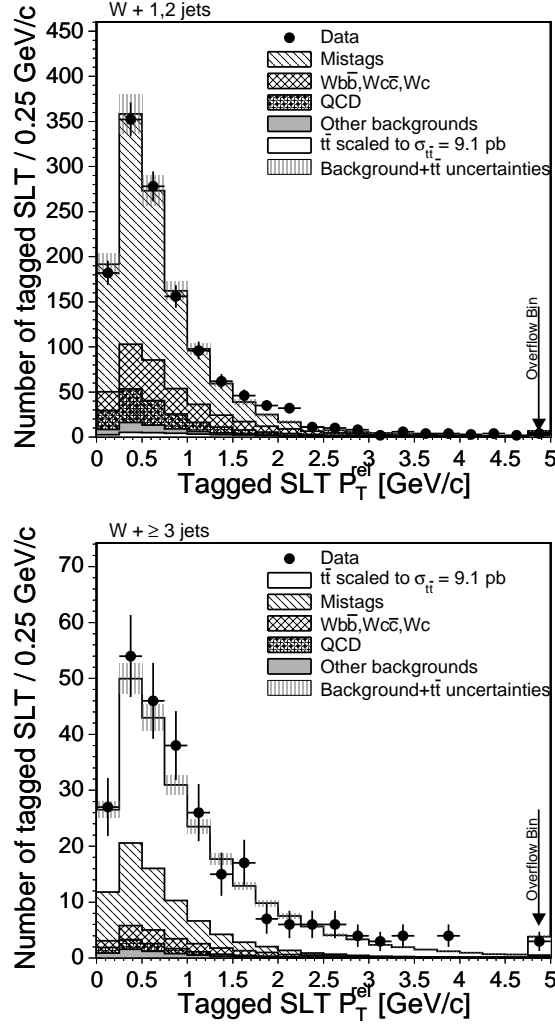 W + 1,2 jets
Number of tagged SLT / 0.25 GeV/c
450
400
350
300
250
200
150
100
50
0
Data
Mistags
Wbb̄,Wcc̄,Wc
QCD
Other backgrounds
tt̄ scaled to σtt̄ = 9.1 pb
Background+tt̄ uncertainties
Overflow Bin
0 0.5 1 1.5 2 2.5 3 3.5 4 4.5 5
Tagged SLT P_T^rel [GeV/c]
W + ≥ 3 jets
Number of tagged SLT / 0.25 GeV/c
70
60
50
40
30
20
10
0
Data
tt̄ scaled to σtt̄ = 9.1 pb
Mistags
Wbb̄,Wcc̄,Wc
QCD
Other backgrounds
Background+tt̄ uncertainties
Overflow Bin
0 0.5 1 1.5 2 2.5 3 3.5 4 4.5 5
Tagged SLT P_T^rel [GeV/c]